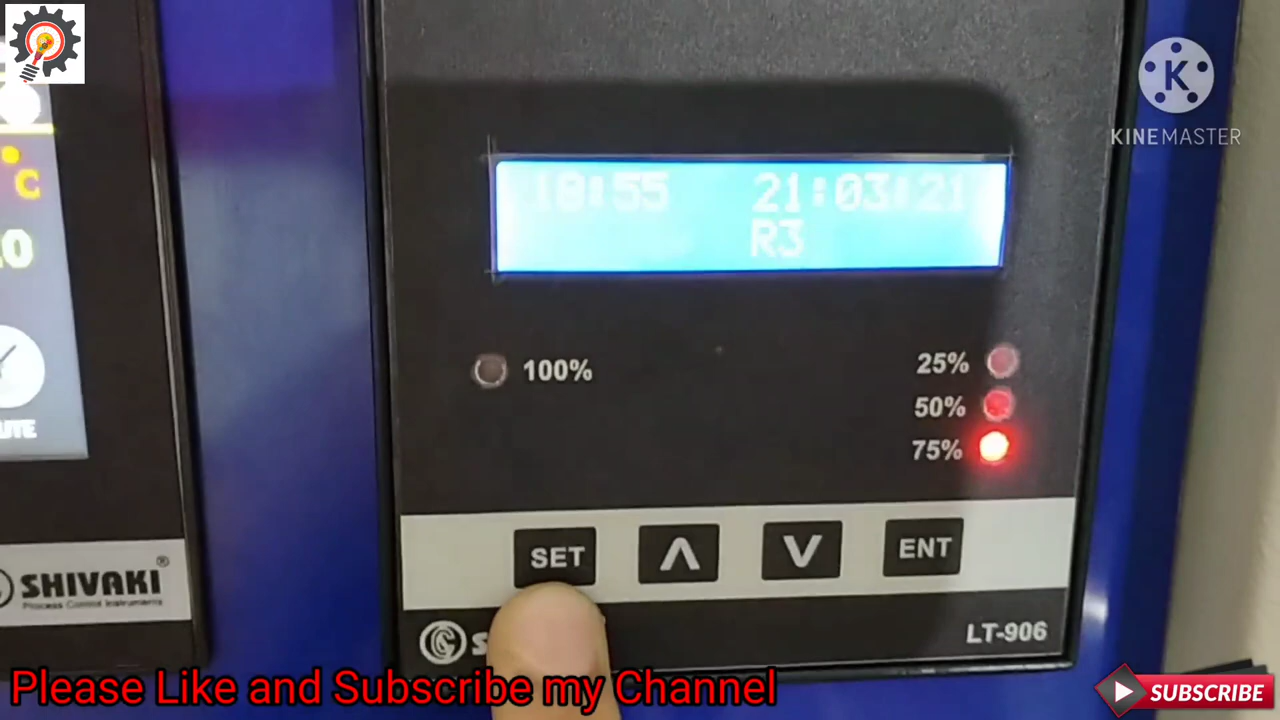 K
KINEMASTER
°C
18:55 21:03:21
R3
100%
25%
50%
75%
SET ENT
SHIVAKI®
Process Control Instruments
LT-906
Please Like and Subscribe my Channel
SUBSCRIBE